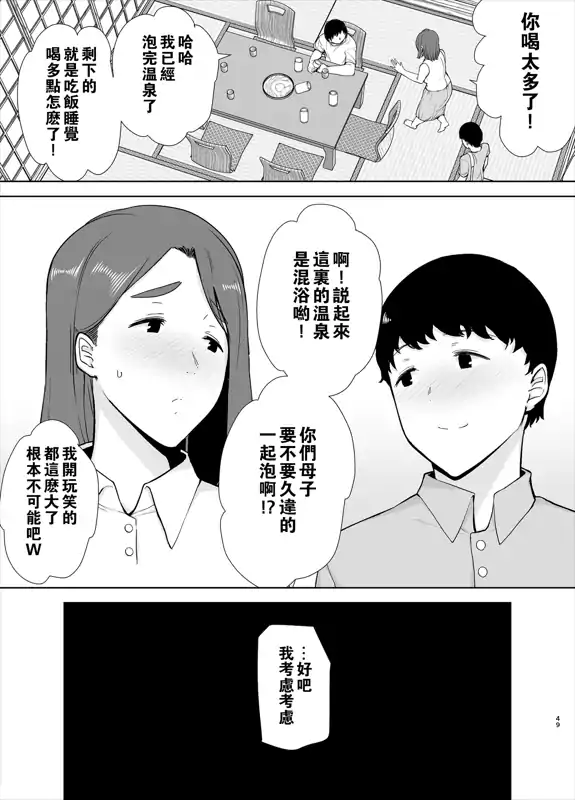 你喝太多了！
哈哈
我已經
泡完溫泉了
剩下的
就是吃飯睡覺
喝多點怎麼了！
啊！說起來
這裏的溫泉
是混浴喲！
你們母子
要不要久違的
一起泡啊!?
我開玩笑的
都這麼大了
根本不可能吧W
…好吧
我考慮考慮
49